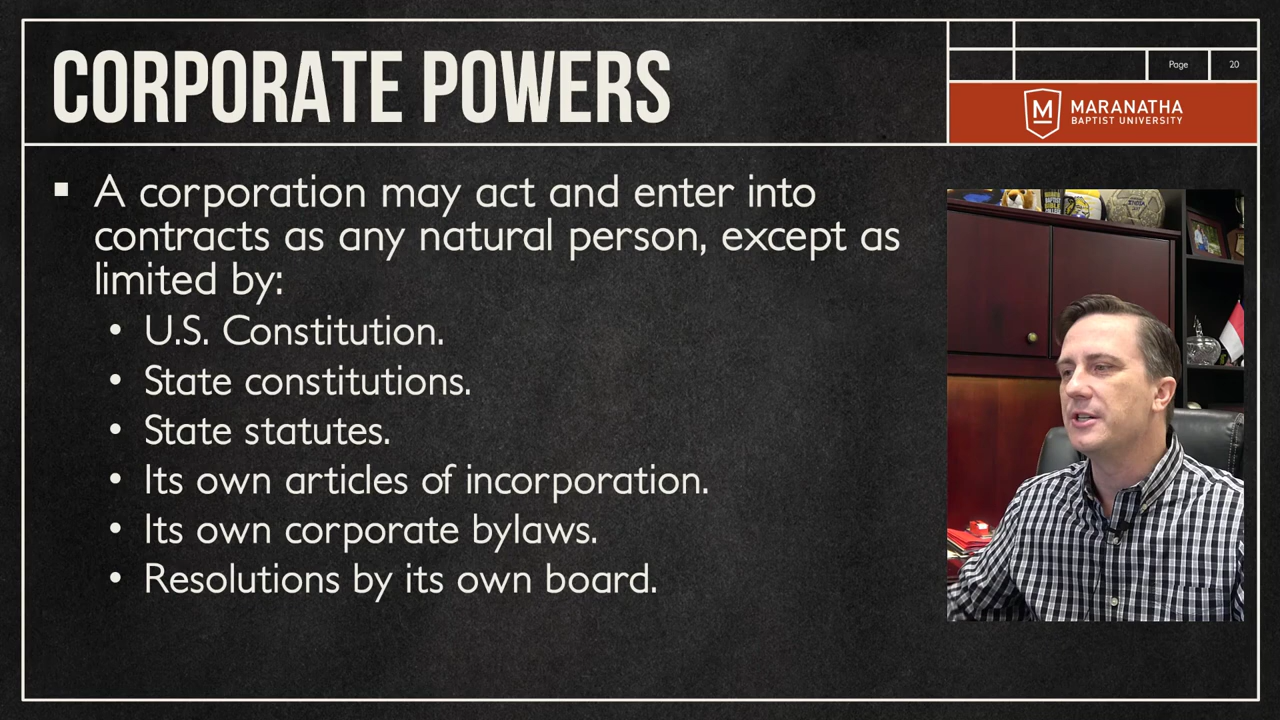 CORPORATE POWERS
Page 20
MARANATHA
BAPTIST UNIVERSITY
▪ A corporation may act and enter into
contracts as any natural person, except as
limited by:
• U.S. Constitution.
• State constitutions.
• State statutes.
• Its own articles of incorporation.
• Its own corporate bylaws.
• Resolutions by its own board.